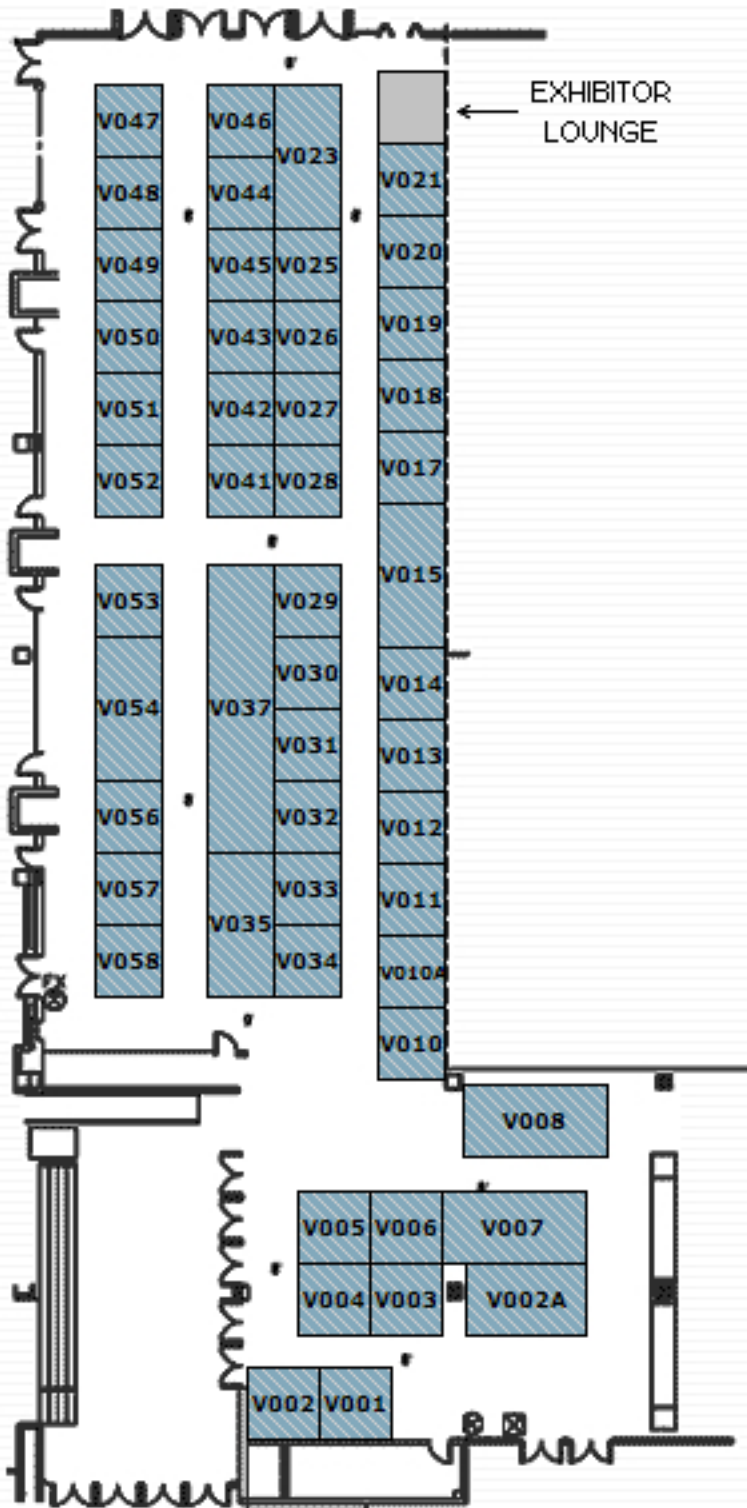 EXHIBITOR
LOUNGE
V047 V046 V023
V048 V044 V021
V049 V045 V025 V020
V050 V043 V026 V019
V051 V042 V027 V018
V052 V041 V028 V017
V015
V053 V029
V054 V037 V030 V014
V031 V013
V056 V032 V012
V057 V035 V033 V011
V058 V034 V010A
V010
V008
V005 V006 V007
V004 V003 V002A
V002 V001